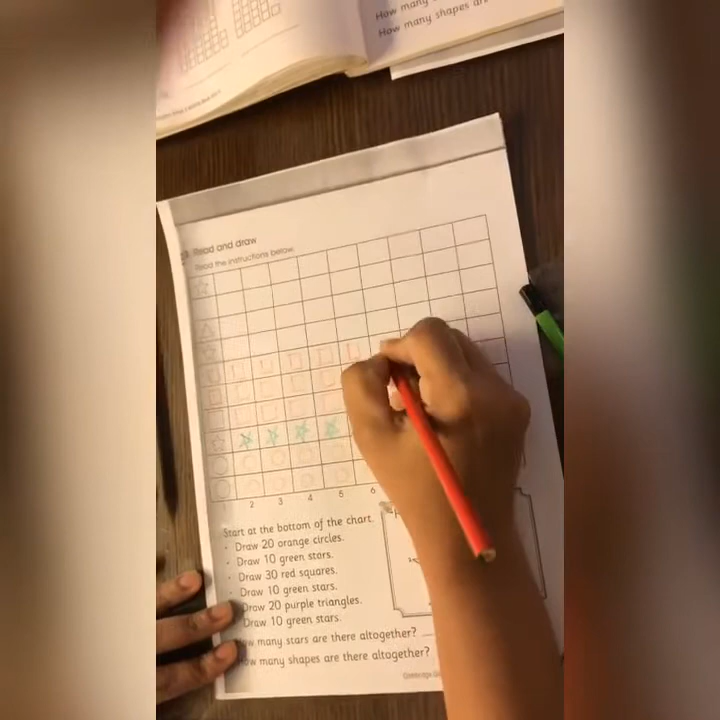 How many
How many shapes are
Read and draw
Read the instructions below.
2 3 4 5 6
Start at the bottom of the chart.
• Draw 20 orange circles.
• Draw 10 green stars.
• Draw 30 red squares.
• Draw 10 green stars.
Draw 20 purple triangles.
Draw 10 green stars.
How many stars are there altogether?
How many shapes are there altogether?